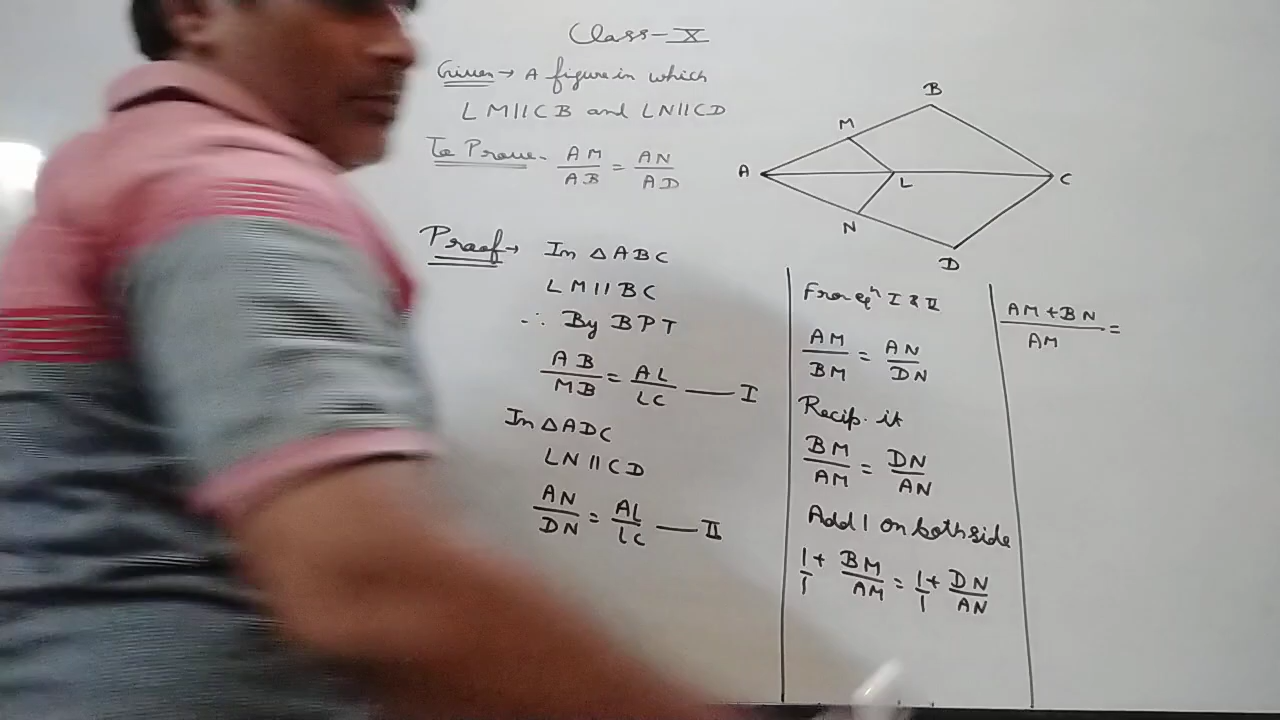 Class-X
Given → A figure in which
LM||CB and LN||CD
To Prove- AM/AB = AN/AD
B
M
A
L
C
N
D
Proof → In △ABC
LM||BC
∴ By BPT
AB/MB = AL/LC — I
In △ADC
LN||CD
AN/DN = AL/LC — II
From eqⁿ I & II
AM/BM = AN/DN
Recip. it
BM/AM = DN/AN
Add 1 on both side
1/1 + BM/AM = 1/1 + DN/AN
AM+BN/AM =